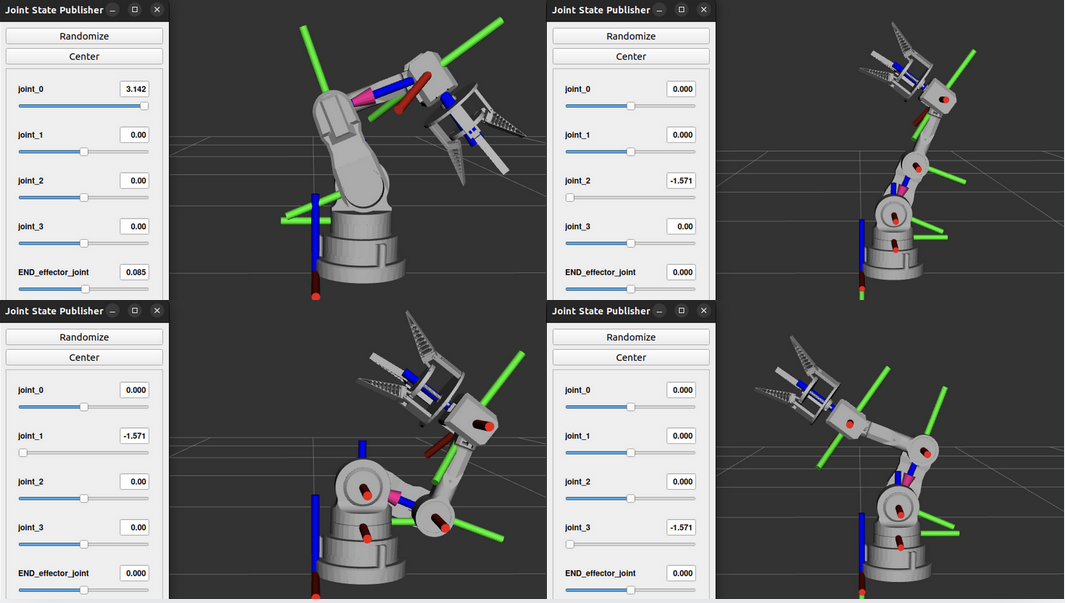 Joint State Publisher
Randomize
Center
joint_0 3.142
joint_1 0.00
joint_2 0.00
joint_3 0.00
END_effector_joint 0.085
Joint State Publisher
Randomize
Center
joint_0 0.000
joint_1 0.000
joint_2 -1.571
joint_3 0.00
END_effector_joint 0.000
Joint State Publisher
Randomize
Center
joint_0 0.000
joint_1 -1.571
joint_2 0.00
joint_3 0.00
END_effector_joint 0.000
Joint State Publisher
Randomize
Center
joint_0 0.000
joint_1 0.000
joint_2 0.000
joint_3 -1.571
END_effector_joint 0.000